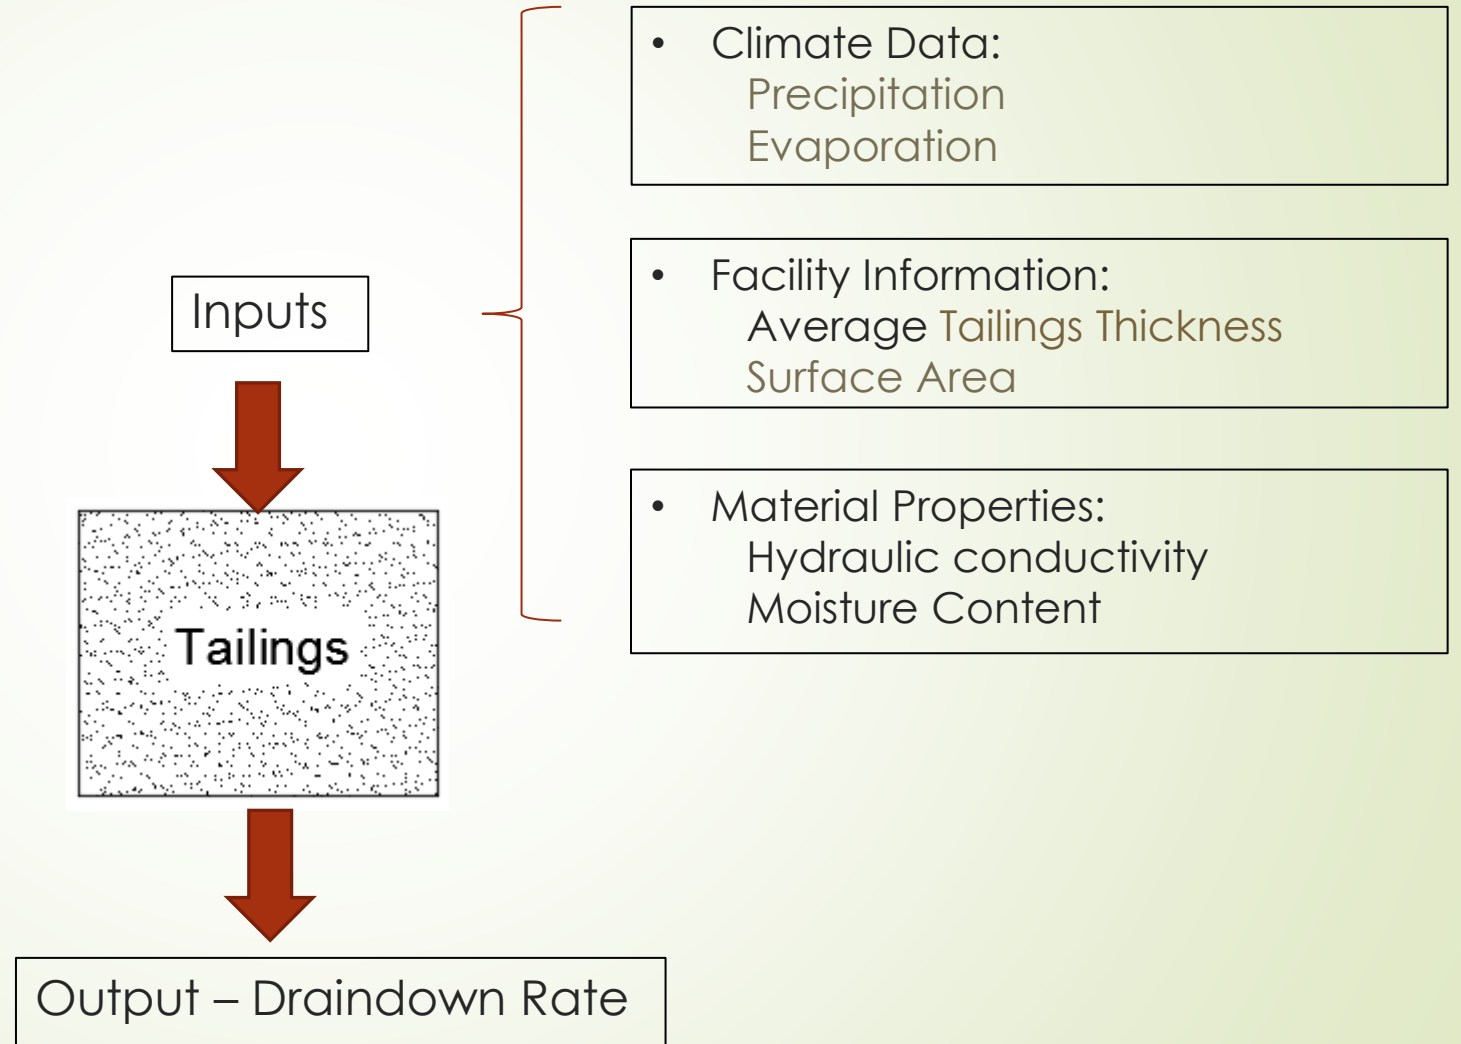 • Climate Data:
Precipitation
Evaporation
Inputs
• Facility Information:
Average Tailings Thickness
Surface Area
• Material Properties:
Hydraulic conductivity
Moisture Content
Tailings
Output – Draindown Rate